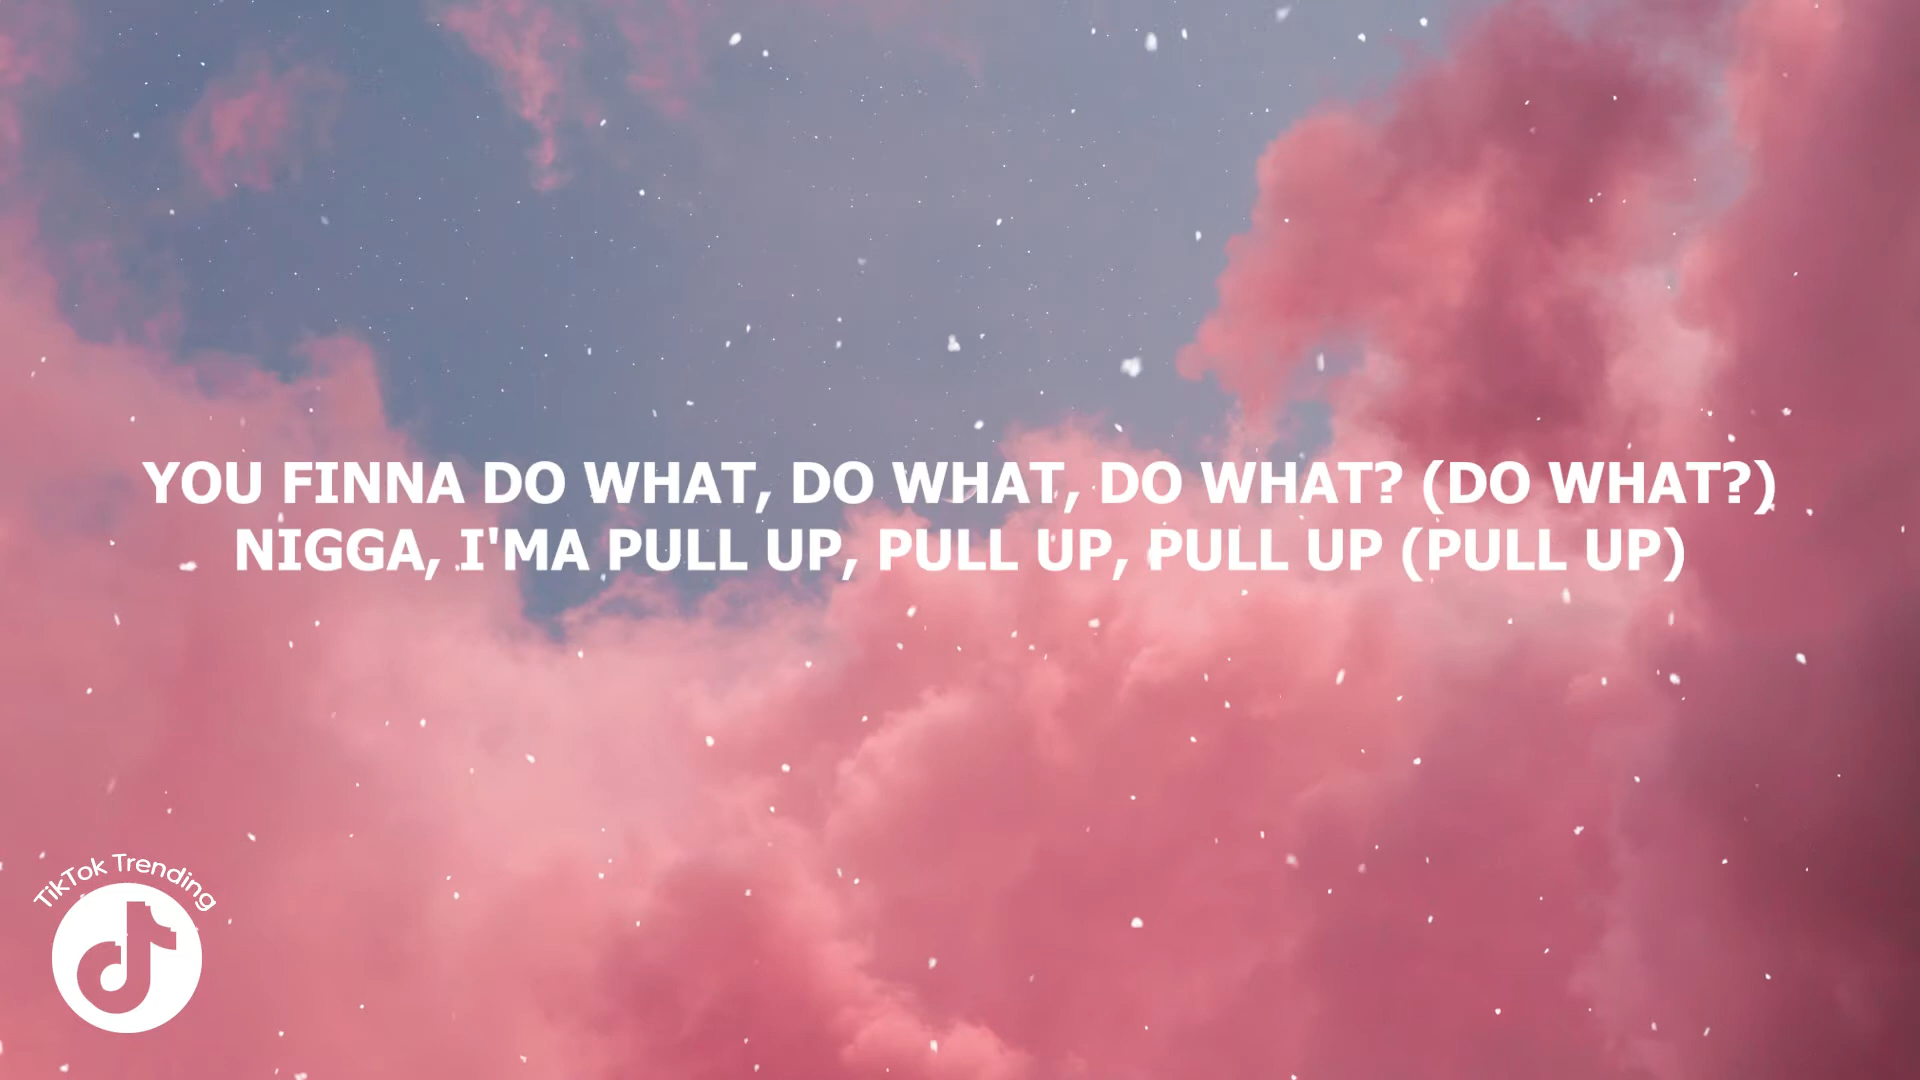 YOU FINNA DO WHAT, DO WHAT, DO WHAT? (DO WHAT?)
NIGGA, I'MA PULL UP, PULL UP, PULL UP (PULL UP)
TikTok Trending